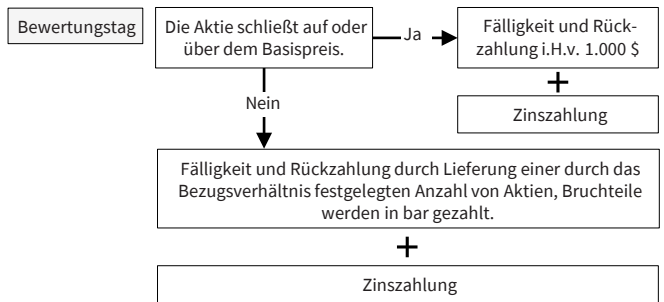 Bewertungstag
Die Aktie schließt auf oder
über dem Basispreis.
Ja
Fälligkeit und Rück-
zahlung i.H.v. 1.000 $
+
Zinszahlung
Nein
Fälligkeit und Rückzahlung durch Lieferung einer durch das
Bezugsverhältnis festgelegten Anzahl von Aktien, Bruchteile
werden in bar gezahlt.
+
Zinszahlung